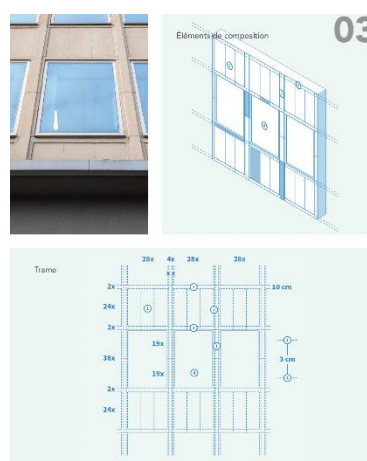 03
Éléments de composition
Trame
28x 4x 28x 28x
x x
2x
10 cm
24x
2x
19x
38x
3 cm
19x
2x
24x